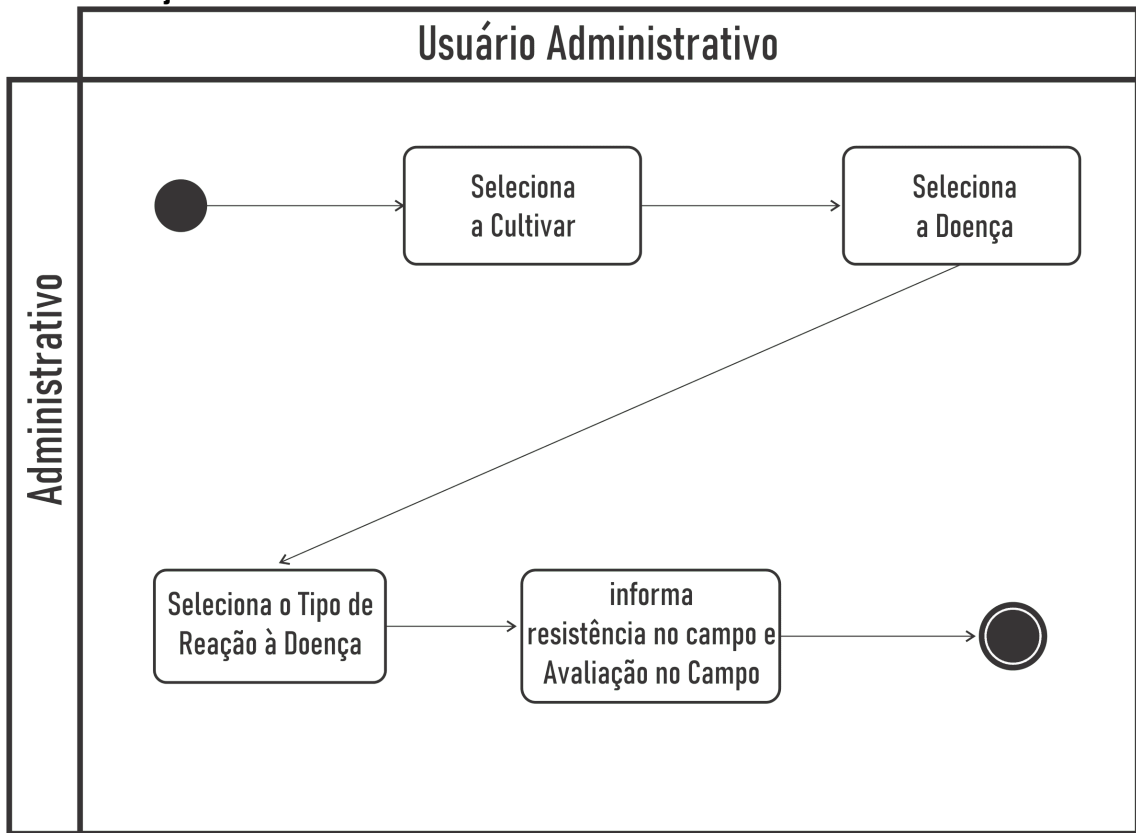 Usuário Administrativo
Administrativo
Seleciona
a Cultivar
Seleciona
a Doença
Seleciona o Tipo de
Reação à Doença
informa
resistência no campo e
Avaliação no Campo